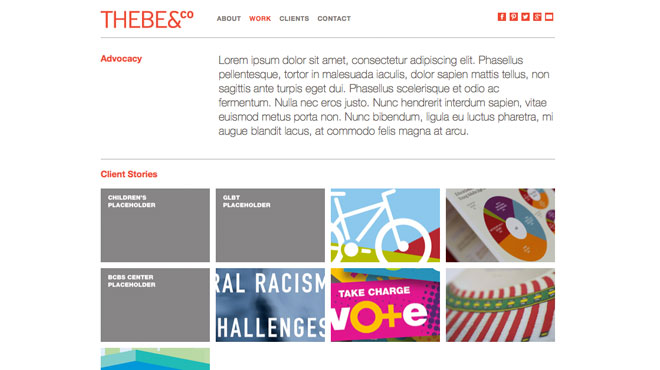 THEBE&CO
ABOUT WORK CLIENTS CONTACT
Advocacy
Lorem ipsum dolor sit amet, consectetur adipiscing elit. Phasellus
pellentesque, tortor in malesuada iaculis, dolor sapien mattis tellus, non
sagittis ante turpis eget dui. Phasellus scelerisque et odio ac
fermentum. Nulla nec eros justo. Nunc hendrerit interdum sapien, vitae
euismod metus porta non. Nunc bibendum, ligula eu luctus pharetra, mi
augue blandit lacus, at commodo felis magna at arcu.
Client Stories
CHILDREN'S
PLACEHOLDER
GLBT
PLACEHOLDER
BCBS CENTER
PLACEHOLDER
RAL RACISM
HALLENGES
TAKE CHARGE
vote